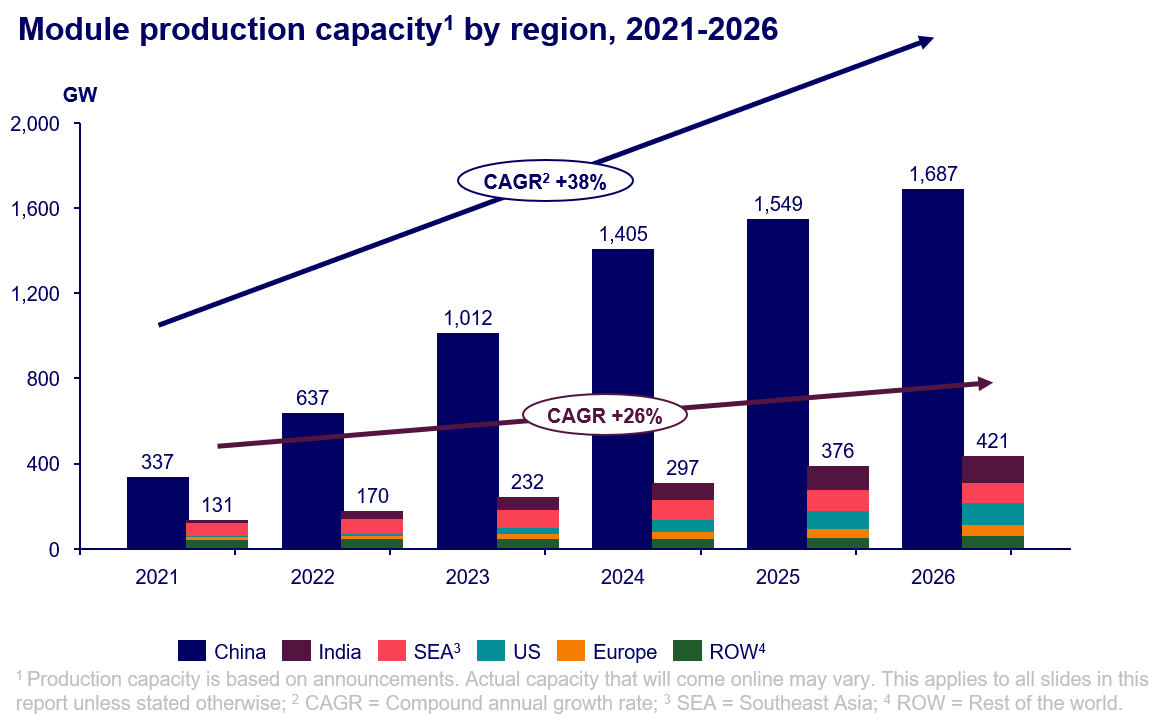 Module production capacity¹ by region, 2021-2026
GW
2,000
1,600
1,200
800
400
0
CAGR² +38%
CAGR +26%
337
131
637
170
1,012
232
1,405
297
1,549
376
1,687
421
2021
2022
2023
2024
2025
2026
China
India
SEA³
US
Europe
ROW⁴
¹ Production capacity is based on announcements. Actual capacity that will come online may vary. This applies to all slides in this
report unless stated otherwise; ² CAGR = Compound annual growth rate; ³ SEA = Southeast Asia; ⁴ ROW = Rest of the world.